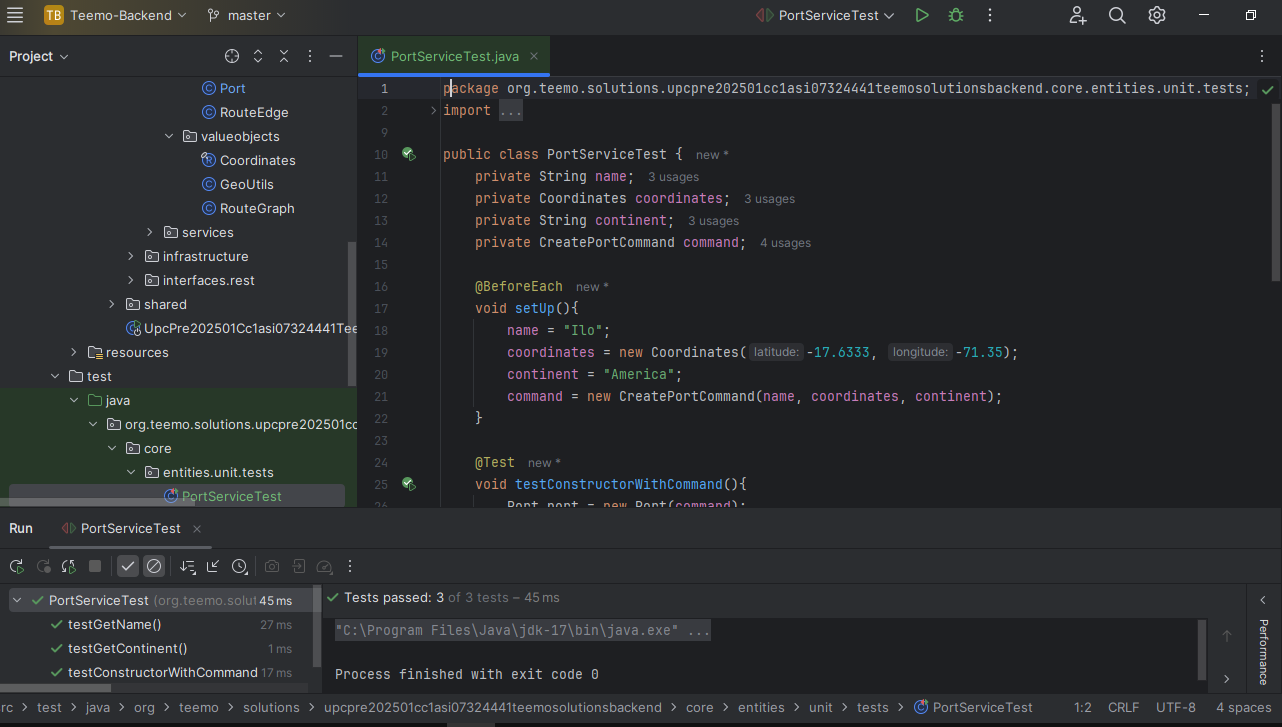 TB Teemo-Backend master PortServiceTest
Project
PortServiceTest.java
Port
RouteEdge
valueobjects
Coordinates
GeoUtils
RouteGraph
services
infrastructure
interfaces.rest
shared
UpcPre202501Cc1asi07324441Tee
resources
test
java
org.teemo.solutions.upcpre202501cc
core
entities.unit.tests
PortServiceTest
1 package org.teemo.solutions.upcpre202501cc1asi07324441teemosolutionsbackend.core.entities.unit.tests;
2 import ...
9
10 public class PortServiceTest { new *
11 private String name; 3 usages
12 private Coordinates coordinates; 3 usages
13 private String continent; 3 usages
14 private CreatePortCommand command; 4 usages
15
16 @BeforeEach new *
17 void setUp(){
18 name = "Ilo";
19 coordinates = new Coordinates( latitude: -17.6333, longitude: -71.35);
20 continent = "America";
21 command = new CreatePortCommand(name, coordinates, continent);
22 }
23
24 @Test new *
25 void testConstructorWithCommand(){
26 Port port = new Port(command);
Run PortServiceTest
PortServiceTest (org.teemo.solut 45 ms
testGetName() 27 ms
testGetContinent() 1 ms
testConstructorWithCommand 17 ms
Tests passed: 3 of 3 tests – 45 ms
"C:\Program Files\Java\jdk-17\bin\java.exe" ...
Process finished with exit code 0
Performance
rc > test > java > org > teemo > solutions > upcpre202501cc1asi07324441teemosolutionsbackend > core > entities > unit > tests > PortServiceTest 1:2 CRLF UTF-8 4 spaces